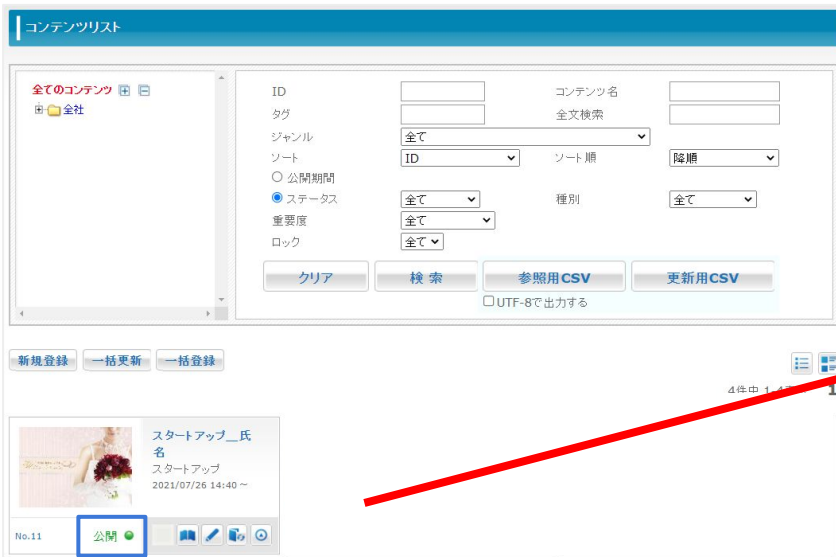 コンテンツリスト
全てのコンテンツ
全社
ID コンテンツ名
タグ 全文検索
ジャンル 全て
ソート ID ソート順 降順
公開期間
ステータス 全て 種別 全て
重要度 全て
ロック 全て
クリア 検 索 参照用CSV 更新用CSV
UTF-8で出力する
新規登録 一括更新 一括登録
4件中 1-4
スタートアップ__氏
名
スタートアップ
2021/07/26 14:40 ~
No.11 公開